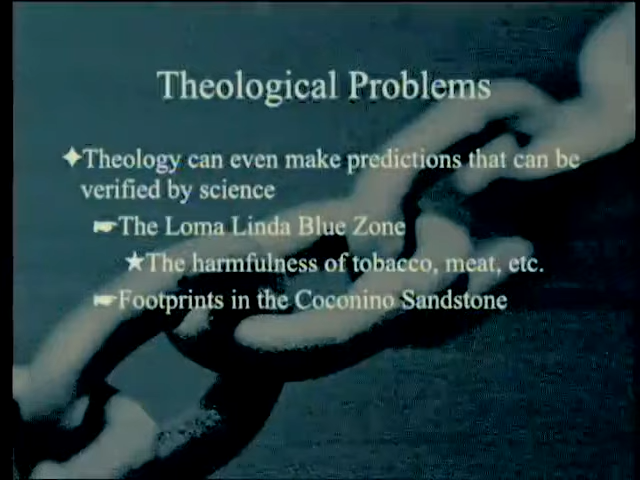 Theological Problems
Theology can even make predictions that can be
verified by science
The Loma Linda Blue Zone
The harmfulness of tobacco, meat, etc.
Footprints in the Coconino Sandstone